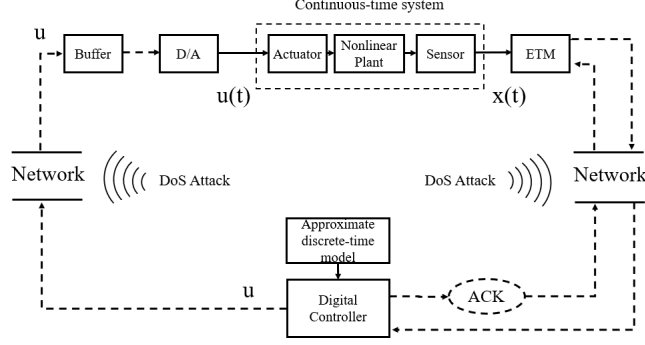 Continuous-time system
u
Buffer
D/A
Actuator
Nonlinear
Plant
Sensor
ETM
u(t)
x(t)
Network
DoS Attack
DoS Attack
Network
Approximate
discrete-time
model
u
Digital
Controller
ACK